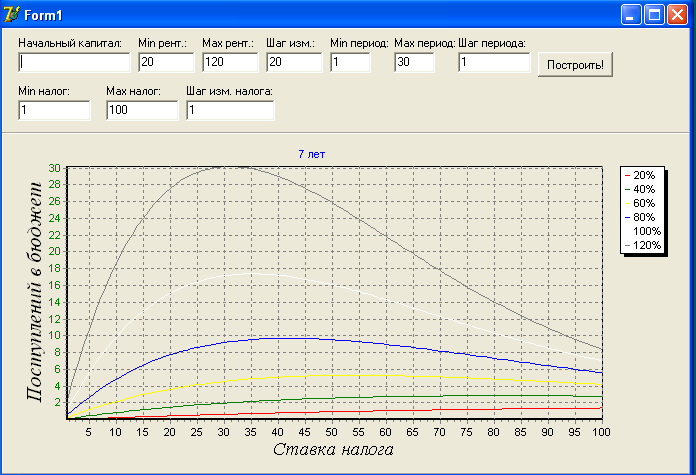 Form1
Начальный капитал: Min рент.: Max рент.: Шаг изм.: Min период: Max период: Шаг периода:
20 120 20 1 30 1 Построить!
Min налог: Max налог: Шаг изм. налога:
1 100 1
7 лет
30
28
26
24
22
20
18
16
14
12
10
8
6
4
2
Поступлений в бюджет
20%
40%
60%
80%
100%
120%
5 10 15 20 25 30 35 40 45 50 55 60 65 70 75 80 85 90 95 100
Ставка налога